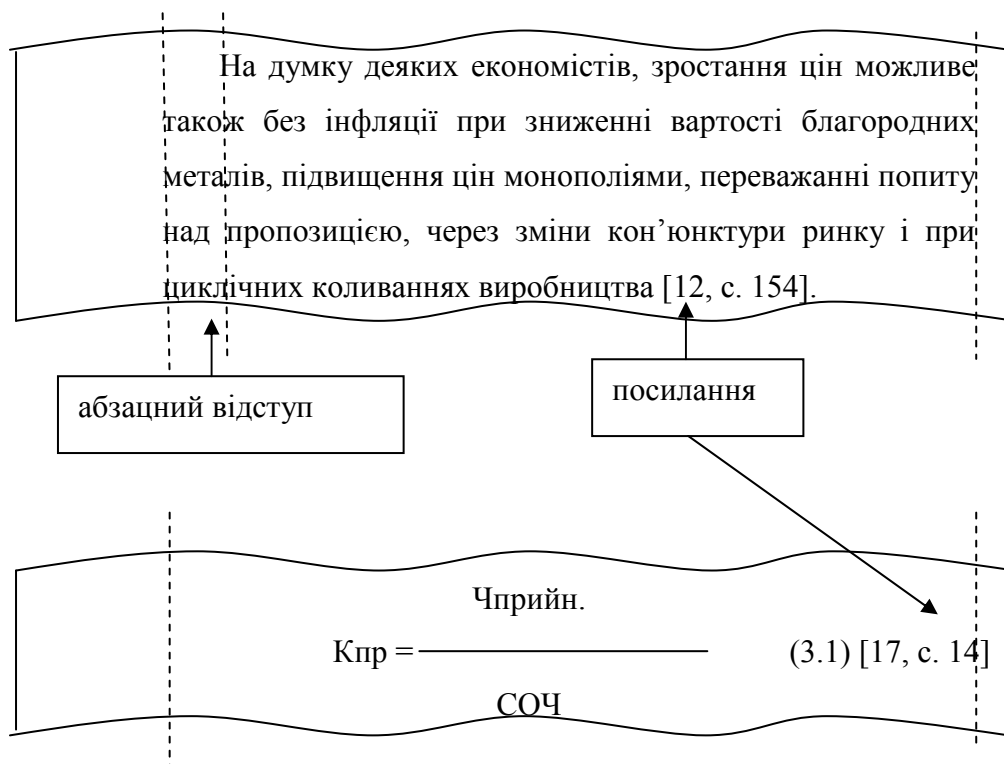 На думку деяких економістів, зростання цін можливе
також без інфляції при зниженні вартості благородних
металів, підвищення цін монополіями, переважанні попиту
над пропозицією, через зміни кон’юнктури ринку і при
циклічних коливаннях виробництва [12, с. 154].
абзацний відступ
посилання
Чприйн.
Кпр = (3.1) [17, с. 14]
СОЧ